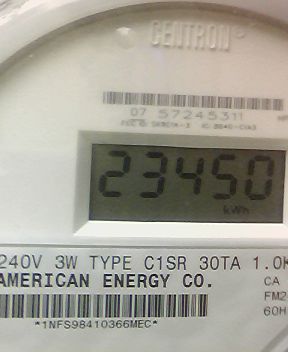 CENTRON®
07 57245311
23450
kWh
240V 3W TYPE C1SR 30TA 1.0K
AMERICAN ENERGY CO.
CA
FM2
60H
*1NFS98410366MEC*